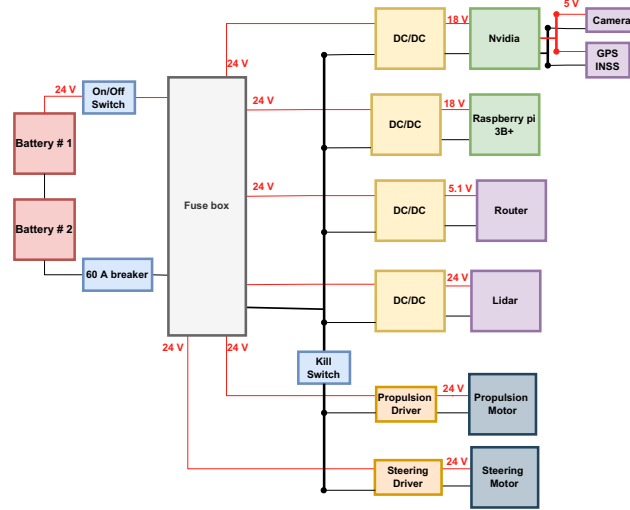 5 V
18 V
Camera
DC/DC
Nvidia
GPS
INSS
24 V
24 V
On/Off
Switch
24 V
18 V
DC/DC
Raspberry pi
3B+
Battery # 1
24 V
5.1 V
Fuse box
DC/DC
Router
Battery # 2
60 A breaker
24 V
24 V
DC/DC
Lidar
24 V
24 V
Kill
Switch
24 V
Propulsion
Driver
Propulsion
Motor
24 V
Steering
Driver
Steering
Motor